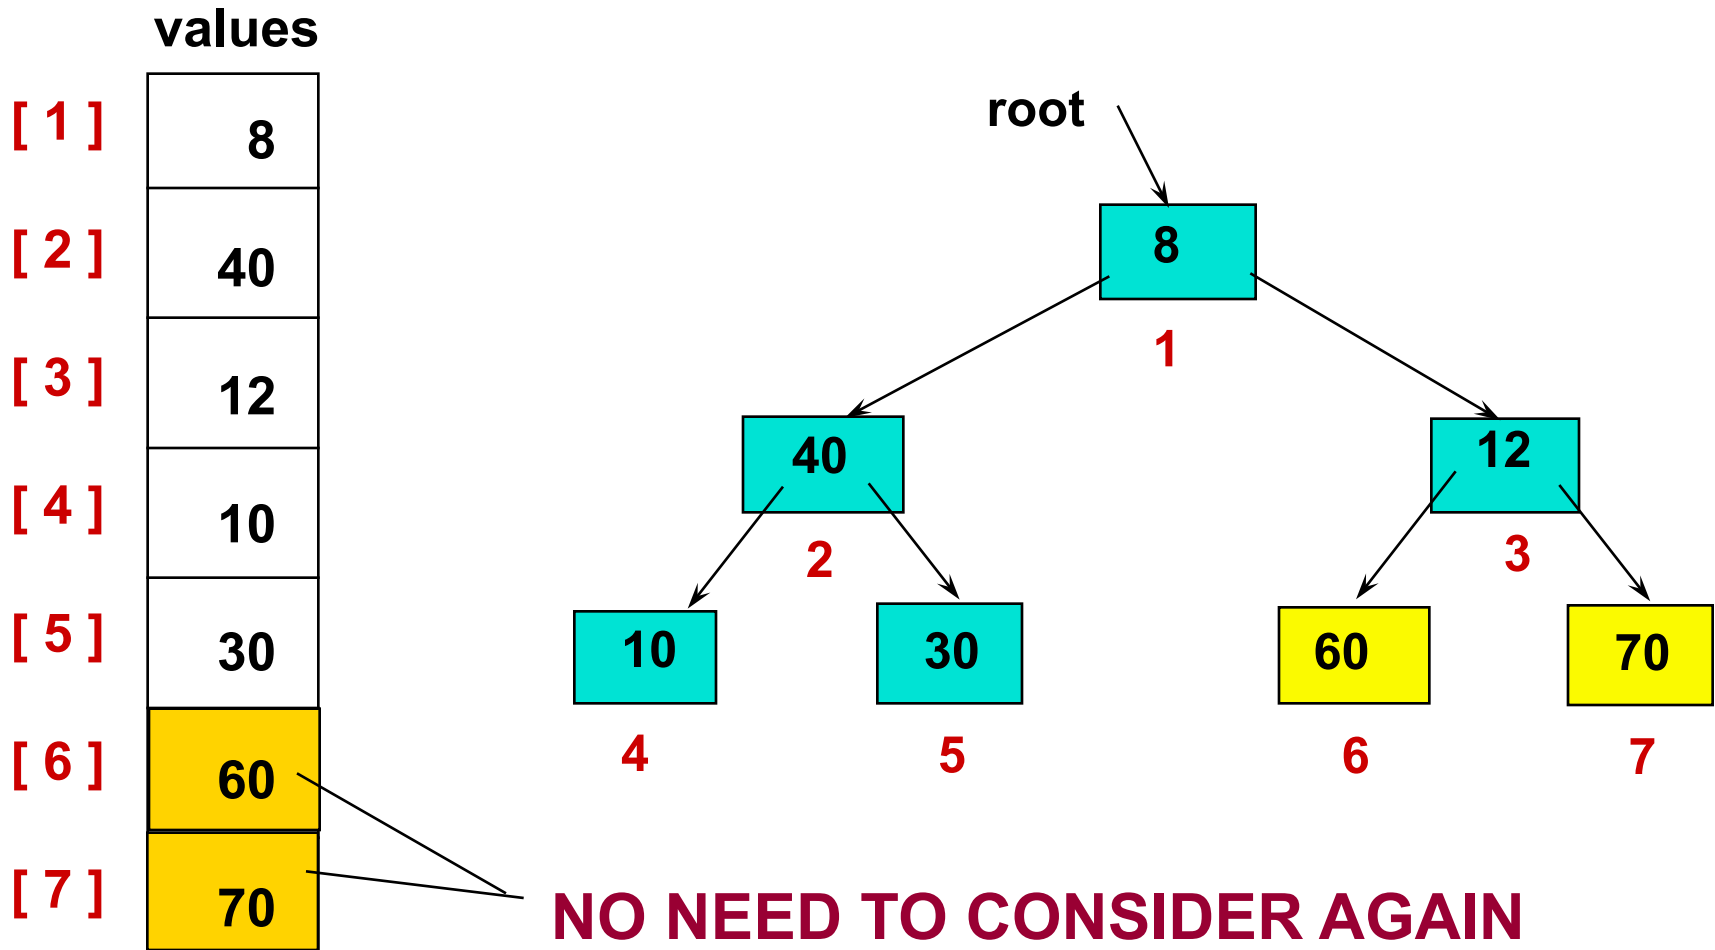 values
[ 1 ] 8
[ 2 ] 40
[ 3 ] 12
[ 4 ] 10
[ 5 ] 30
[ 6 ] 60
[ 7 ] 70
root
8
1
40 12
2 3
10 30 60 70
4 5 6 7
NO NEED TO CONSIDER AGAIN